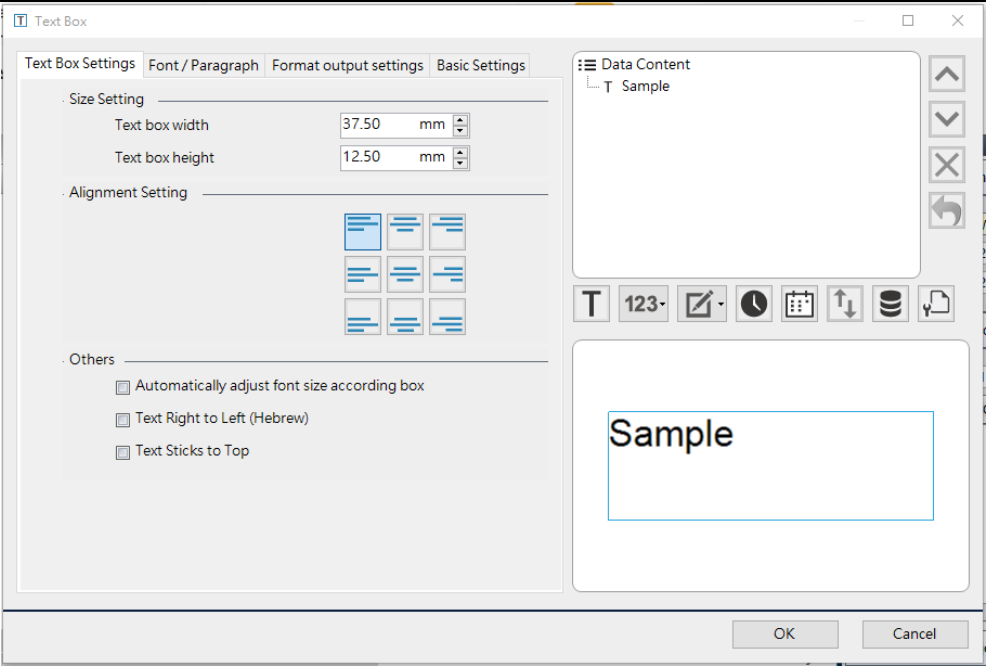 Text Box
Text Box Settings
Font / Paragraph
Format output settings
Basic Settings
Size Setting
Text box width
37.50 mm
Text box height
12.50 mm
Alignment Setting
Others
Automatically adjust font size according box
Text Right to Left (Hebrew)
Text Sticks to Top
Data Content
T Sample
T
123
Sample
OK
Cancel